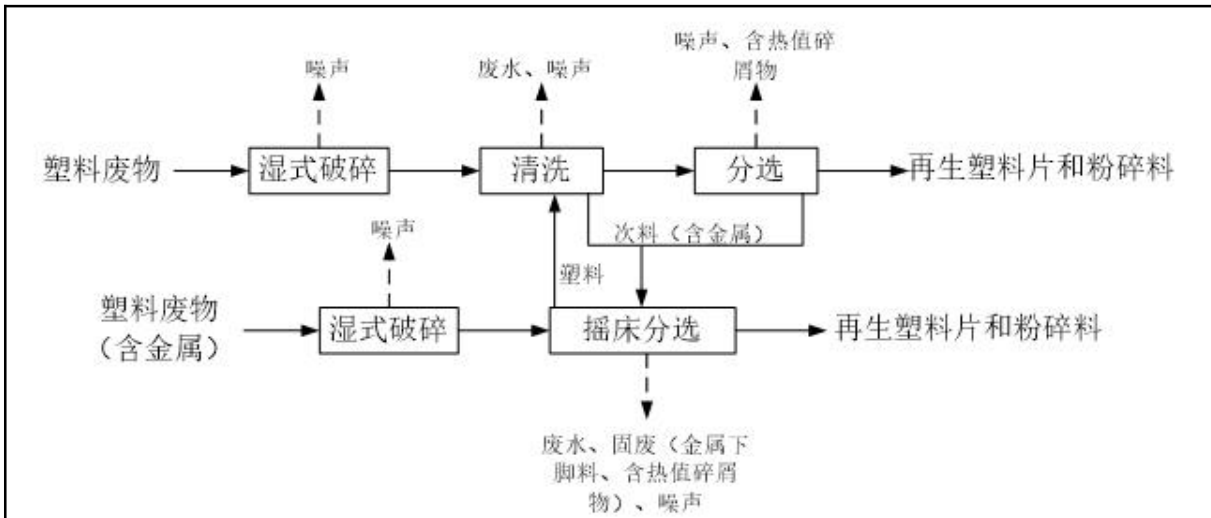 噪声
废水、噪声
噪声、含热值碎
屑物
塑料废物
湿式破碎
清洗
分选
再生塑料片和粉碎料
噪声
塑料
次料（含金属）
塑料废物
（含金属）
湿式破碎
摇床分选
再生塑料片和粉碎料
废水、固废（金属下
脚料、含热值碎屑
物）、噪声